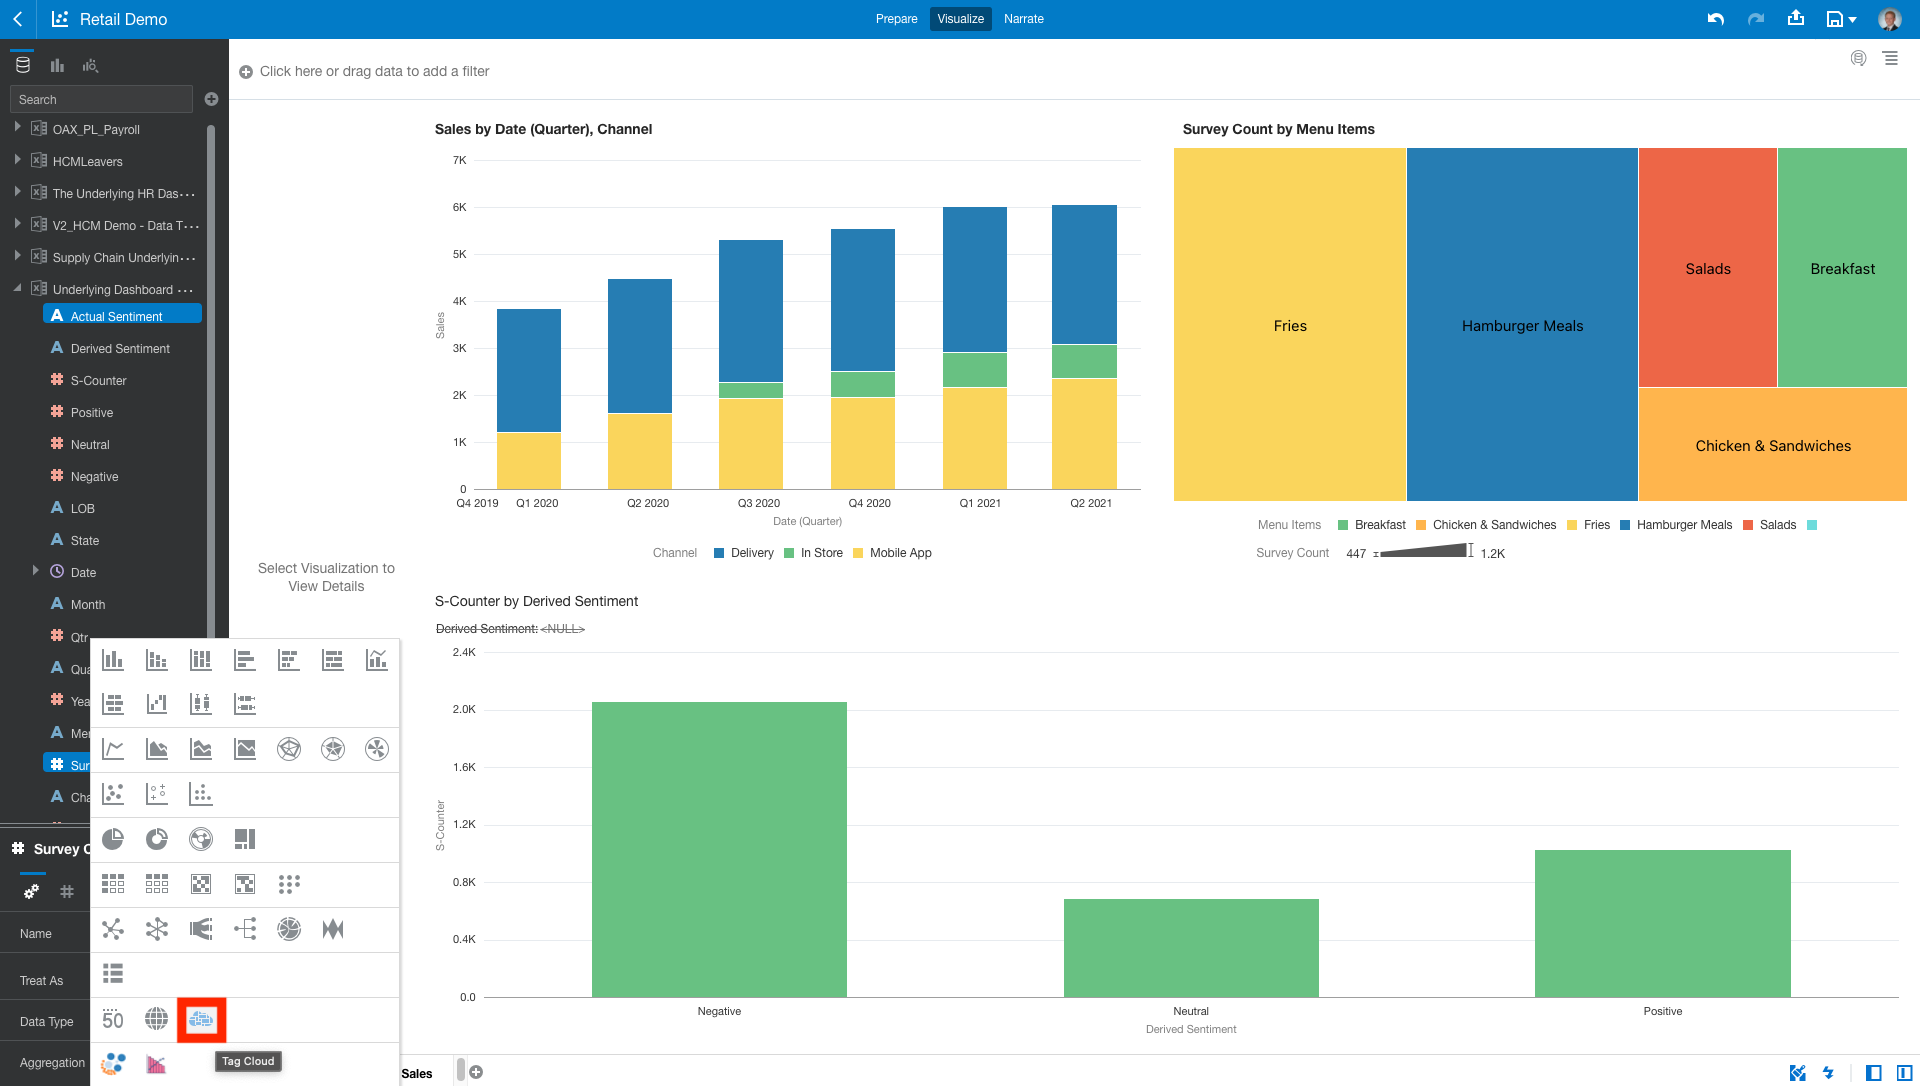 Retail Demo
Prepare
Visualize
Narrate
Click here or drag data to add a filter
Search
OAX_PL_Payroll
HCMLeavers
The Underlying HR Das···
V2_HCM Demo - Data T···
Supply Chain Underlyin···
Underlying Dashboard ···
A Actual Sentiment
A Derived Sentiment
# S-Counter
# Positive
# Neutral
# Negative
A LOB
A State
Date
A Month
# Qtr
A Qua
# Yea
A Me
# Sur
A Cha
# Survey C
#
Name
Treat As
Data Type
Aggregation
50
Tag Cloud
Select Visualization to
View Details
Sales by Date (Quarter), Channel
7K
6K
5K
4K
3K
2K
1K
0
Sales
Q4 2019 Q1 2020 Q2 2020 Q3 2020 Q4 2020 Q1 2021 Q2 2021
Date (Quarter)
Channel Delivery In Store Mobile App
Survey Count by Menu Items
Fries
Hamburger Meals
Salads
Breakfast
Chicken & Sandwiches
Menu Items Breakfast Chicken & Sandwiches Fries Hamburger Meals Salads
Survey Count 447 1.2K
S-Counter by Derived Sentiment
Derived Sentiment: <NULL>
2.4K
2.0K
1.6K
1.2K
0.8K
0.4K
0.0
S-Counter
Negative Neutral Positive
Derived Sentiment
Sales